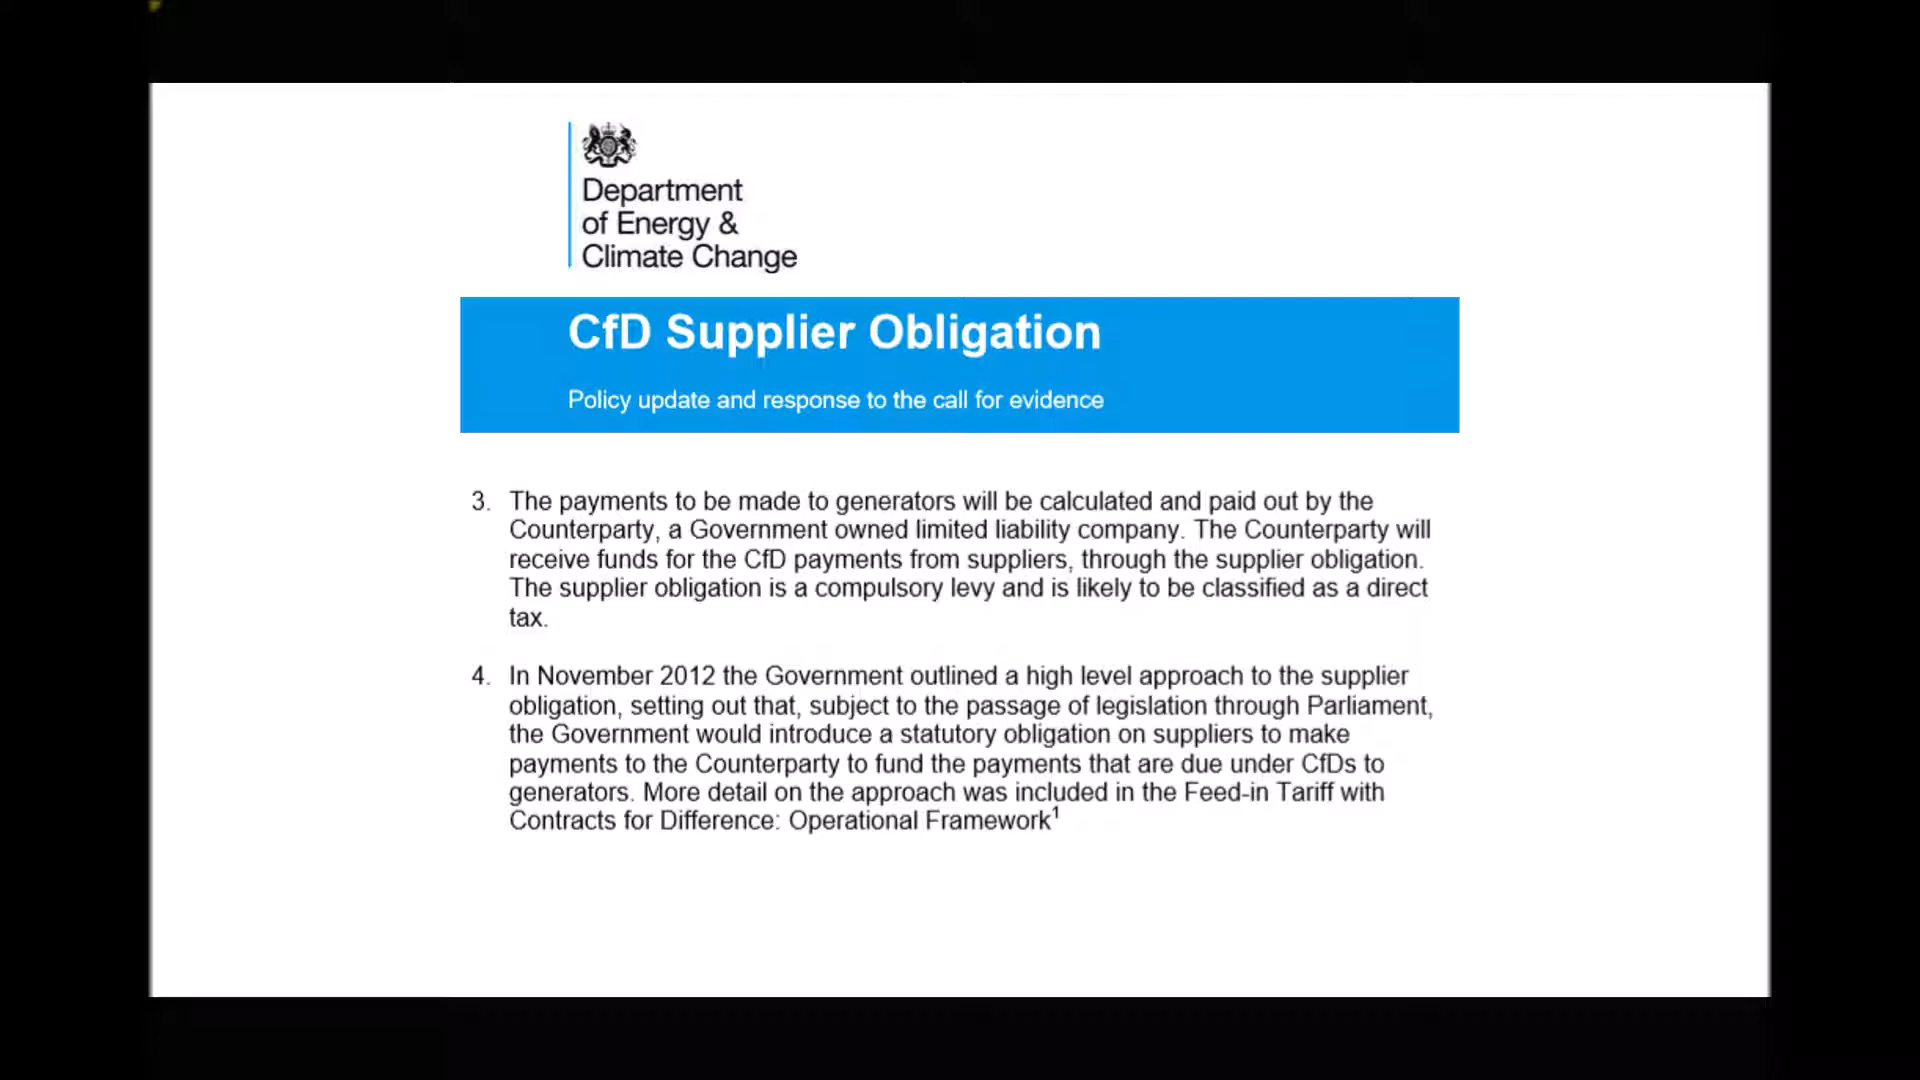 Department
of Energy &
Climate Change
CfD Supplier Obligation
Policy update and response to the call for evidence
3. The payments to be made to generators will be calculated and paid out by the
Counterparty, a Government owned limited liability company. The Counterparty will
receive funds for the CfD payments from suppliers, through the supplier obligation.
The supplier obligation is a compulsory levy and is likely to be classified as a direct
tax.
4. In November 2012 the Government outlined a high level approach to the supplier
obligation, setting out that, subject to the passage of legislation through Parliament,
the Government would introduce a statutory obligation on suppliers to make
payments to the Counterparty to fund the payments that are due under CfDs to
generators. More detail on the approach was included in the Feed-in Tariff with
Contracts for Difference: Operational Framework¹